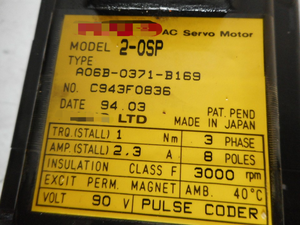 AC Servo Motor
MODEL 2-0SP
TYPE
A06B-0371-B169
NO. C943F0836
DATE 94.03
PAT. PEND
LTD MADE IN JAPAN
TRQ.(STALL) 1 Nm 3 PHASE
AMP.(STALL) 2.3 A 8 POLES
INSULATION CLASS F 3000 rpm
EXCIT PERM. MAGNET AMB. 40°C
VOLT 90 V PULSE CODER